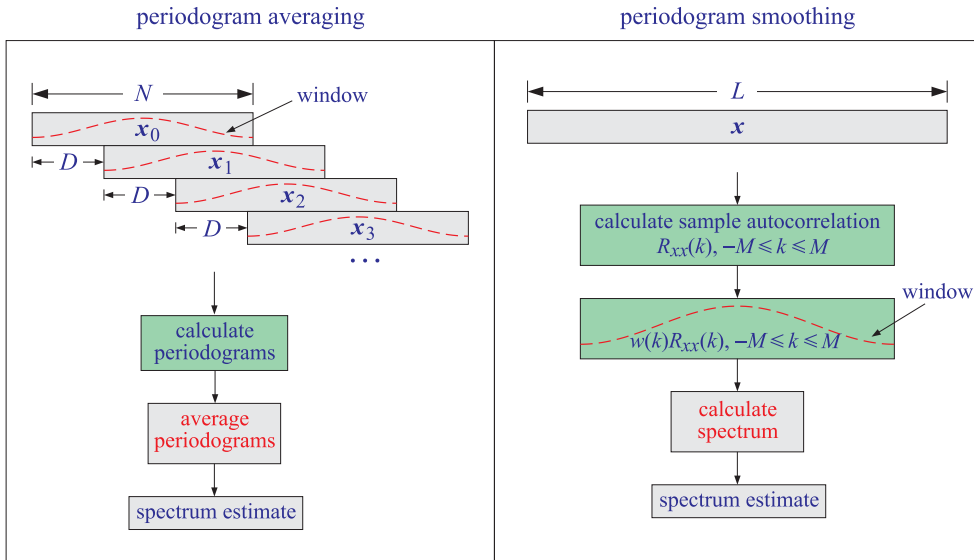 periodogram averaging
N
window
x0
D
x1
D
x2
D
x3
...
calculate
periodograms
average
periodograms
spectrum estimate
periodogram smoothing
L
x
calculate sample autocorrelation
Rxx(k), −M ⩽ k ⩽ M
window
w(k)Rxx(k), −M ⩽ k ⩽ M
calculate
spectrum
spectrum estimate